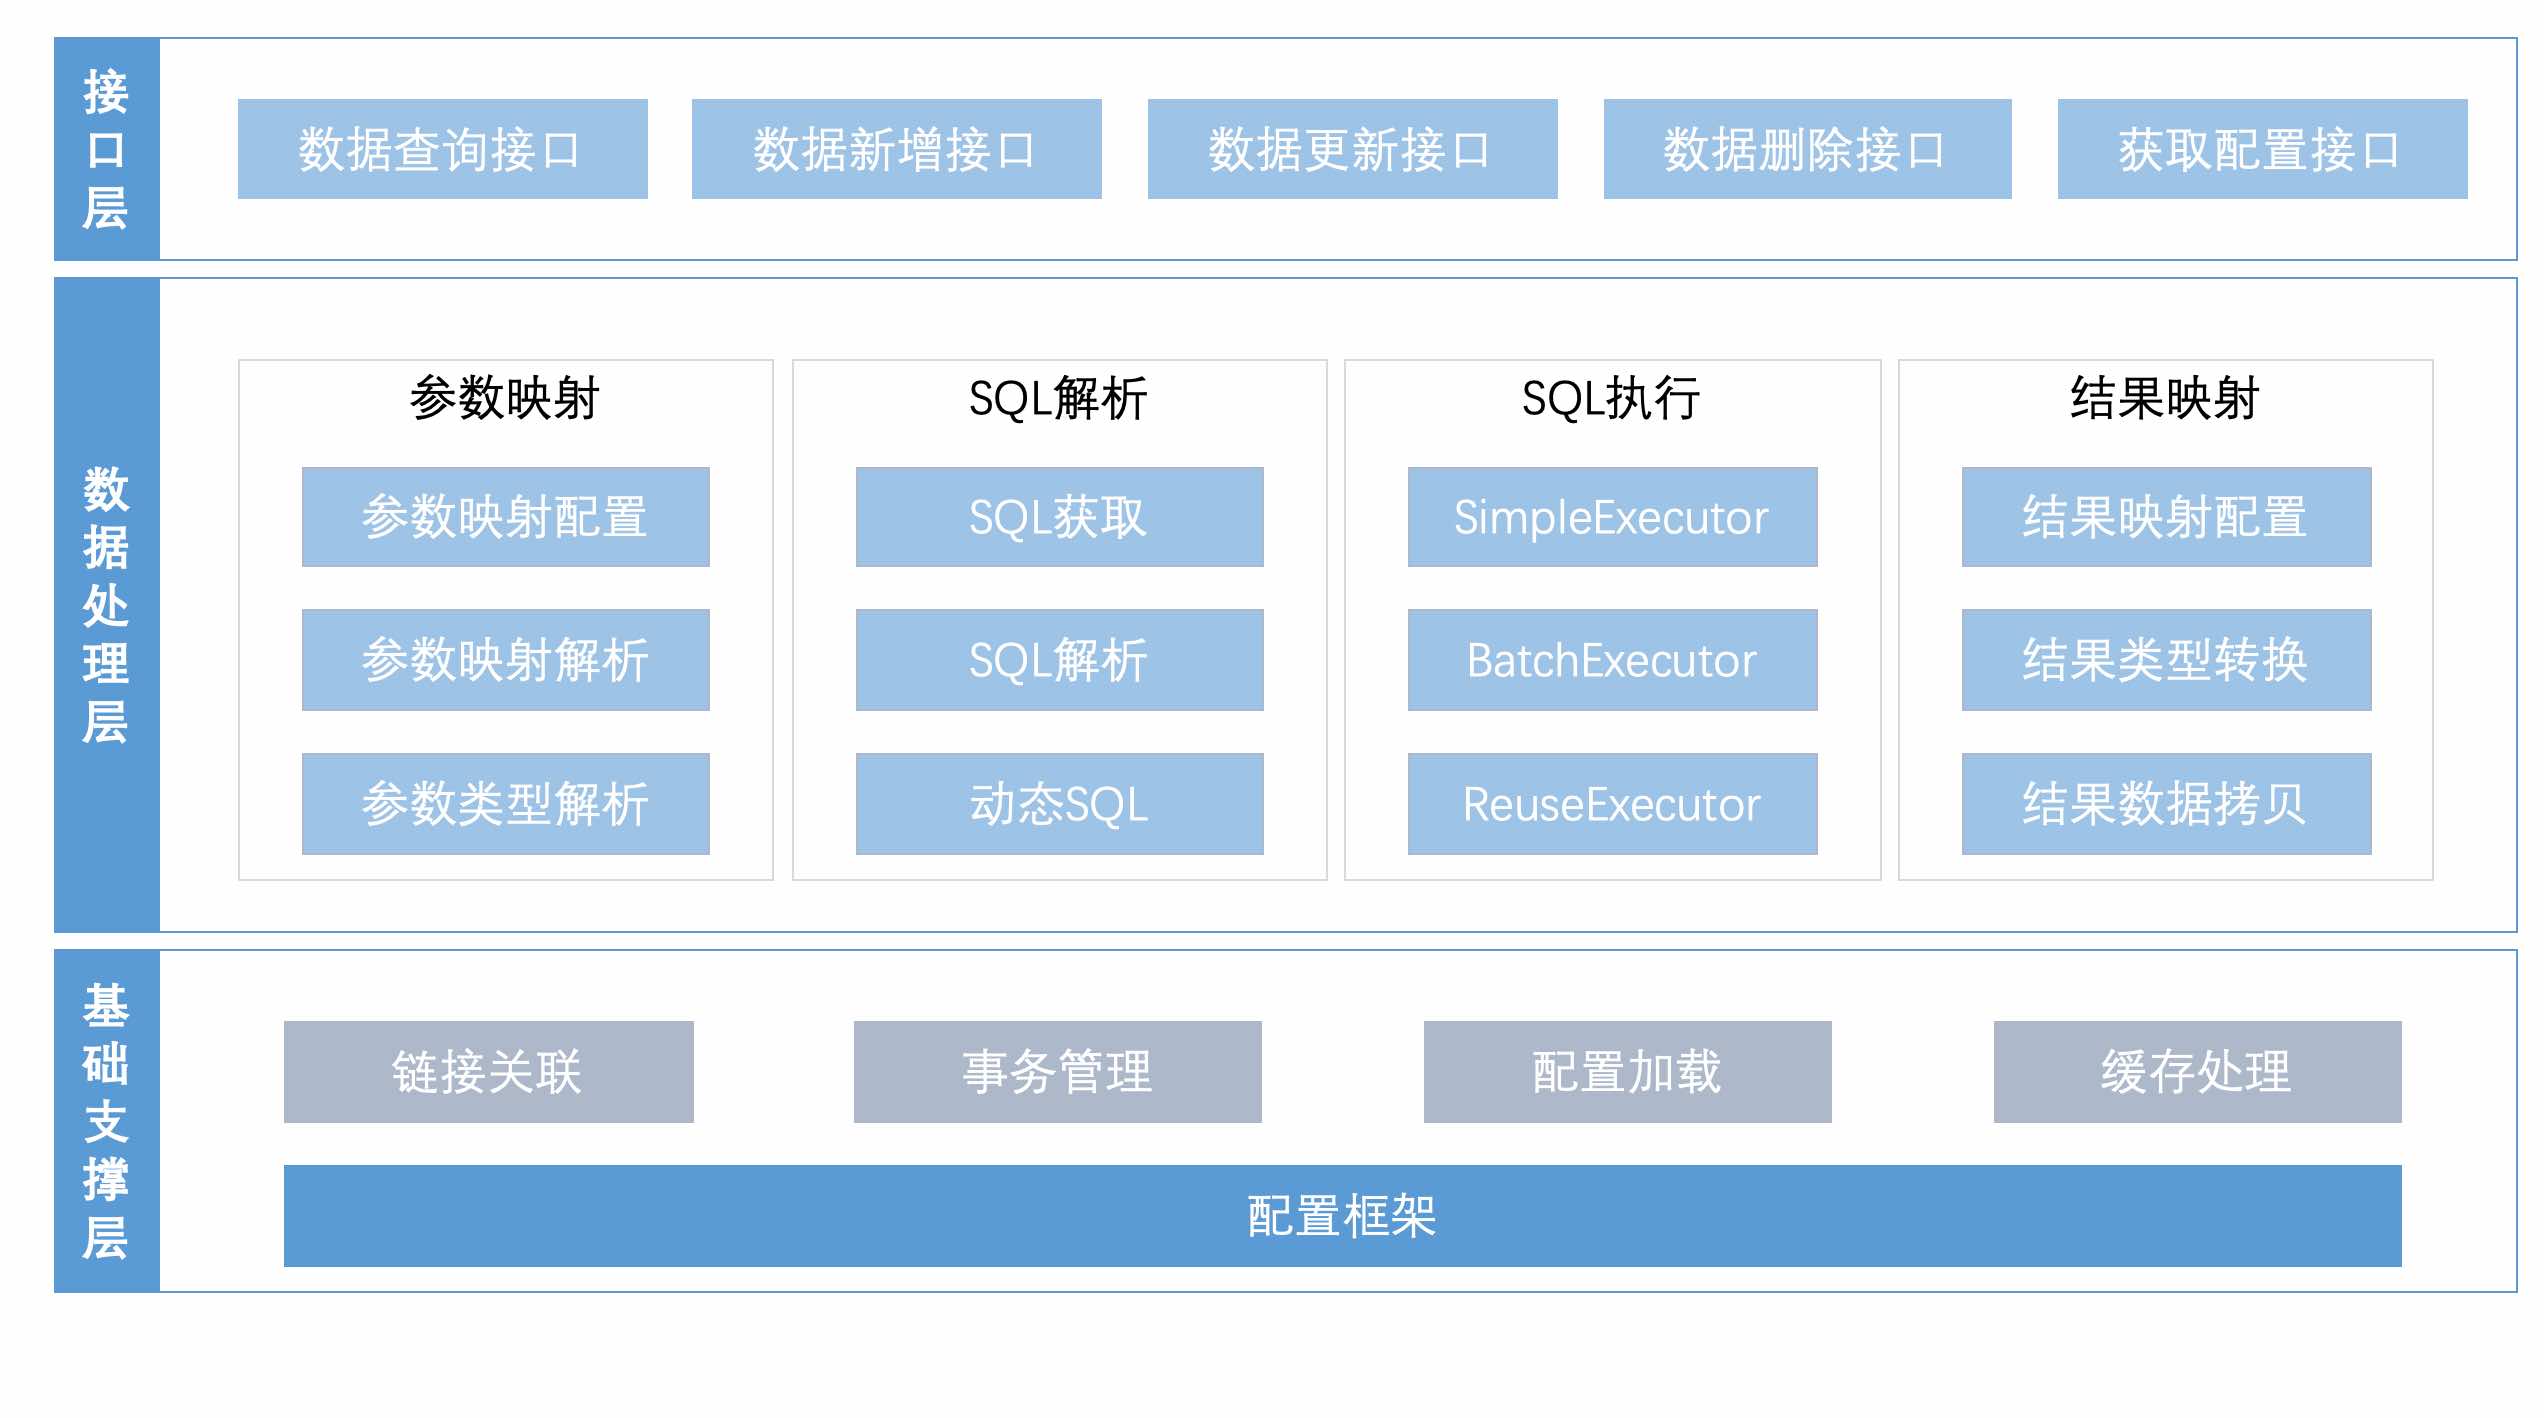 接口层
数据查询接口
数据新增接口
数据更新接口
数据删除接口
获取配置接口
数据处理层
参数映射
参数映射配置
参数映射解析
参数类型解析
SQL解析
SQL获取
SQL解析
动态SQL
SQL执行
SimpleExecutor
BatchExecutor
ReuseExecutor
结果映射
结果映射配置
结果类型转换
结果数据拷贝
基础支撑层
链接关联
事务管理
配置加载
缓存处理
配置框架